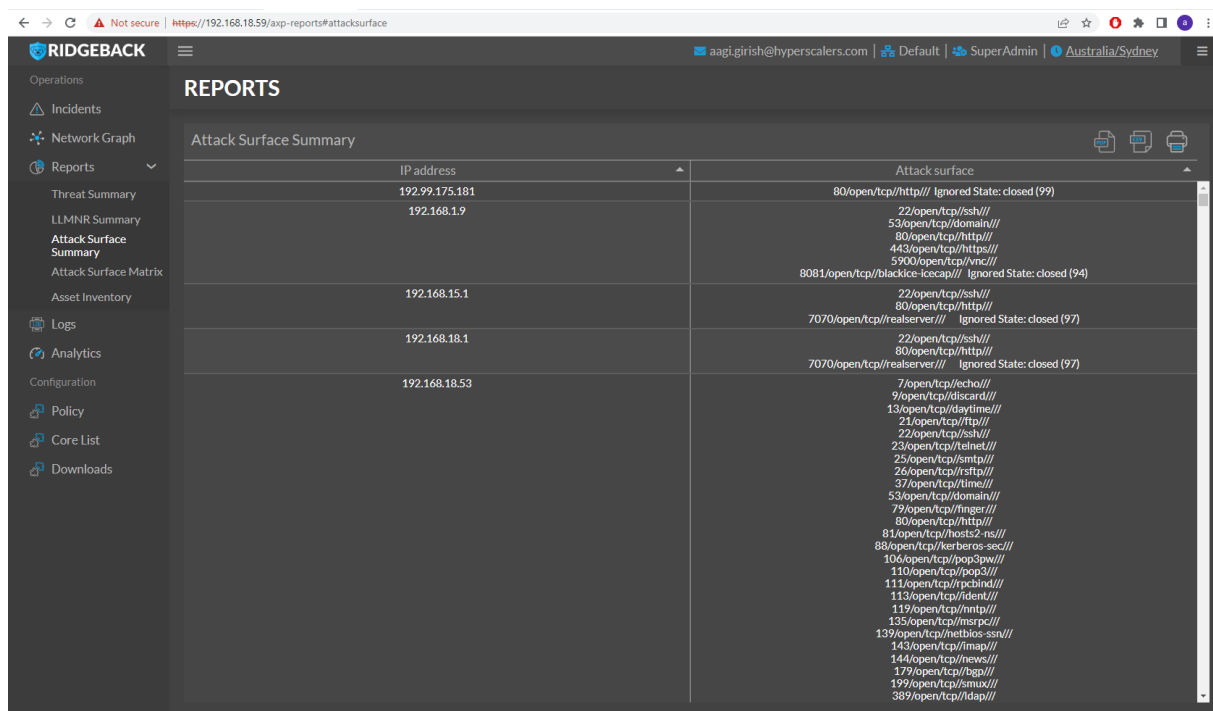 Not secure | https://192.168.18.59/axp-reports#attacksurface
a
RIDGEBACK
aagi.girish@hyperscalers.com | Default | SuperAdmin | Australia/Sydney
Operations
Incidents
Network Graph
Reports
Threat Summary
LLMNR Summary
Attack Surface
Summary
Attack Surface Matrix
Asset Inventory
Logs
Analytics
Configuration
Policy
Core List
Downloads
REPORTS
Attack Surface Summary
PDF
IP address Attack surface
192.99.175.181 80/open/tcp//http/// Ignored State: closed (99)
192.168.1.9 22/open/tcp//ssh///
53/open/tcp//domain///
80/open/tcp//http///
443/open/tcp//https///
5900/open/tcp//vnc///
8081/open/tcp//blackice-icecap/// Ignored State: closed (94)
192.168.15.1 22/open/tcp//ssh///
80/open/tcp//http///
7070/open/tcp//realserver/// Ignored State: closed (97)
192.168.18.1 22/open/tcp//ssh///
80/open/tcp//http///
7070/open/tcp//realserver/// Ignored State: closed (97)
192.168.18.53 7/open/tcp//echo///
9/open/tcp//discard///
13/open/tcp//daytime///
21/open/tcp//ftp///
22/open/tcp//ssh///
23/open/tcp//telnet///
25/open/tcp//smtp///
26/open/tcp//rsftp///
37/open/tcp//time///
53/open/tcp//domain///
79/open/tcp//finger///
80/open/tcp//http///
81/open/tcp//hosts2-ns///
88/open/tcp//kerberos-sec///
106/open/tcp//pop3pw///
110/open/tcp//pop3///
111/open/tcp//rpcbind///
113/open/tcp//ident///
119/open/tcp//nntp///
135/open/tcp//msrpc///
139/open/tcp//netbios-ssn///
143/open/tcp//imap///
144/open/tcp//news///
179/open/tcp//bgp///
199/open/tcp//smux///
389/open/tcp//ldap///